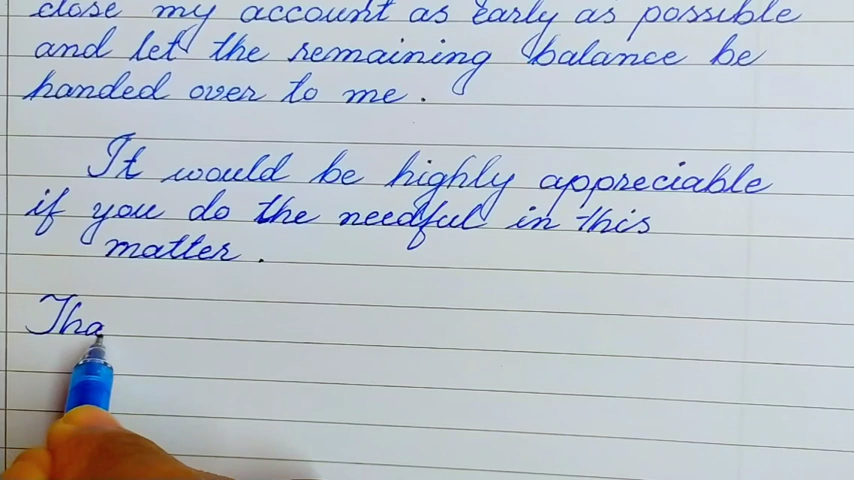 close my account as early as possible
and let the remaining balance be
handed over to me .
It would be highly appreciable
if you do the needful in this
matter .
Tha